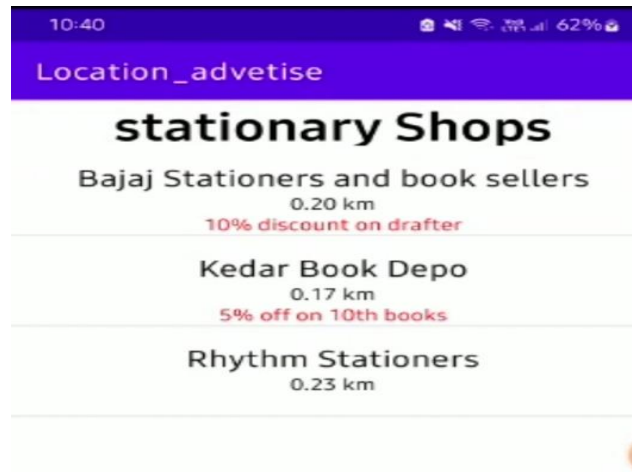 10:40
62%
Location_advetise
stationary Shops
Bajaj Stationers and book sellers
0.20 km
10% discount on drafter
Kedar Book Depo
0.17 km
5% off on 10th books
Rhythm Stationers
0.23 km